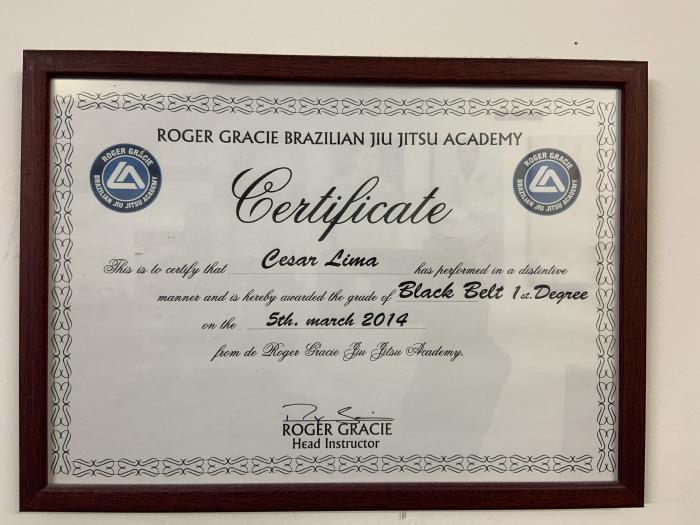 ROGER GRACIE BRAZILIAN JIU JITSU ACADEMY
ROGER GRACIE
BRAZILIAN JIU JITSU ACADEMY
ROGER GRACIE
BRAZILIAN JIU JITSU ACADEMY
Certificate
This is to certify that Cesar Lima has performed in a distintive
manner and is hereby awarded the grade of Black Belt 1st. Degree
on the 5th. march 2014
from de Roger Gracie Jiu Jitsu Academy.
ROGER GRACIE
Head Instructor